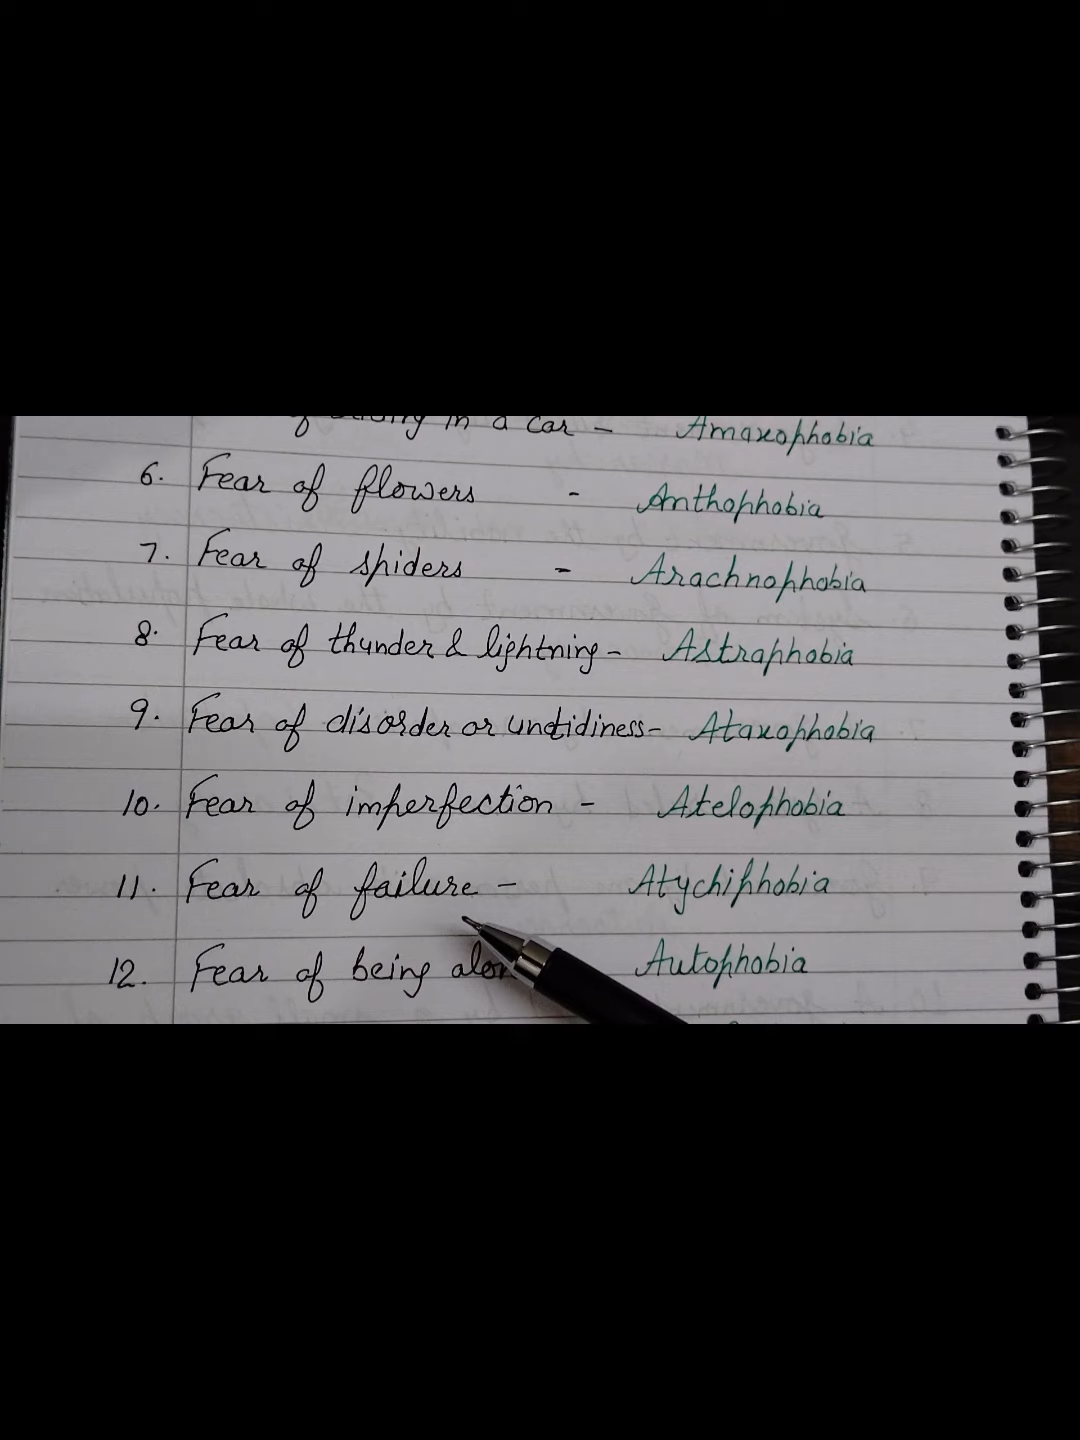 in a car - Amaxophobia
6. Fear of flowers - Anthophobia
7. Fear of spiders - Arachnophobia
8. Fear of thunder & lightning - Astraphobia
9. Fear of disorder or untidiness - Ataxophobia
10. Fear of imperfection - Atelophobia
11. Fear of failure - Atychiphobia
12. Fear of being Autophobia